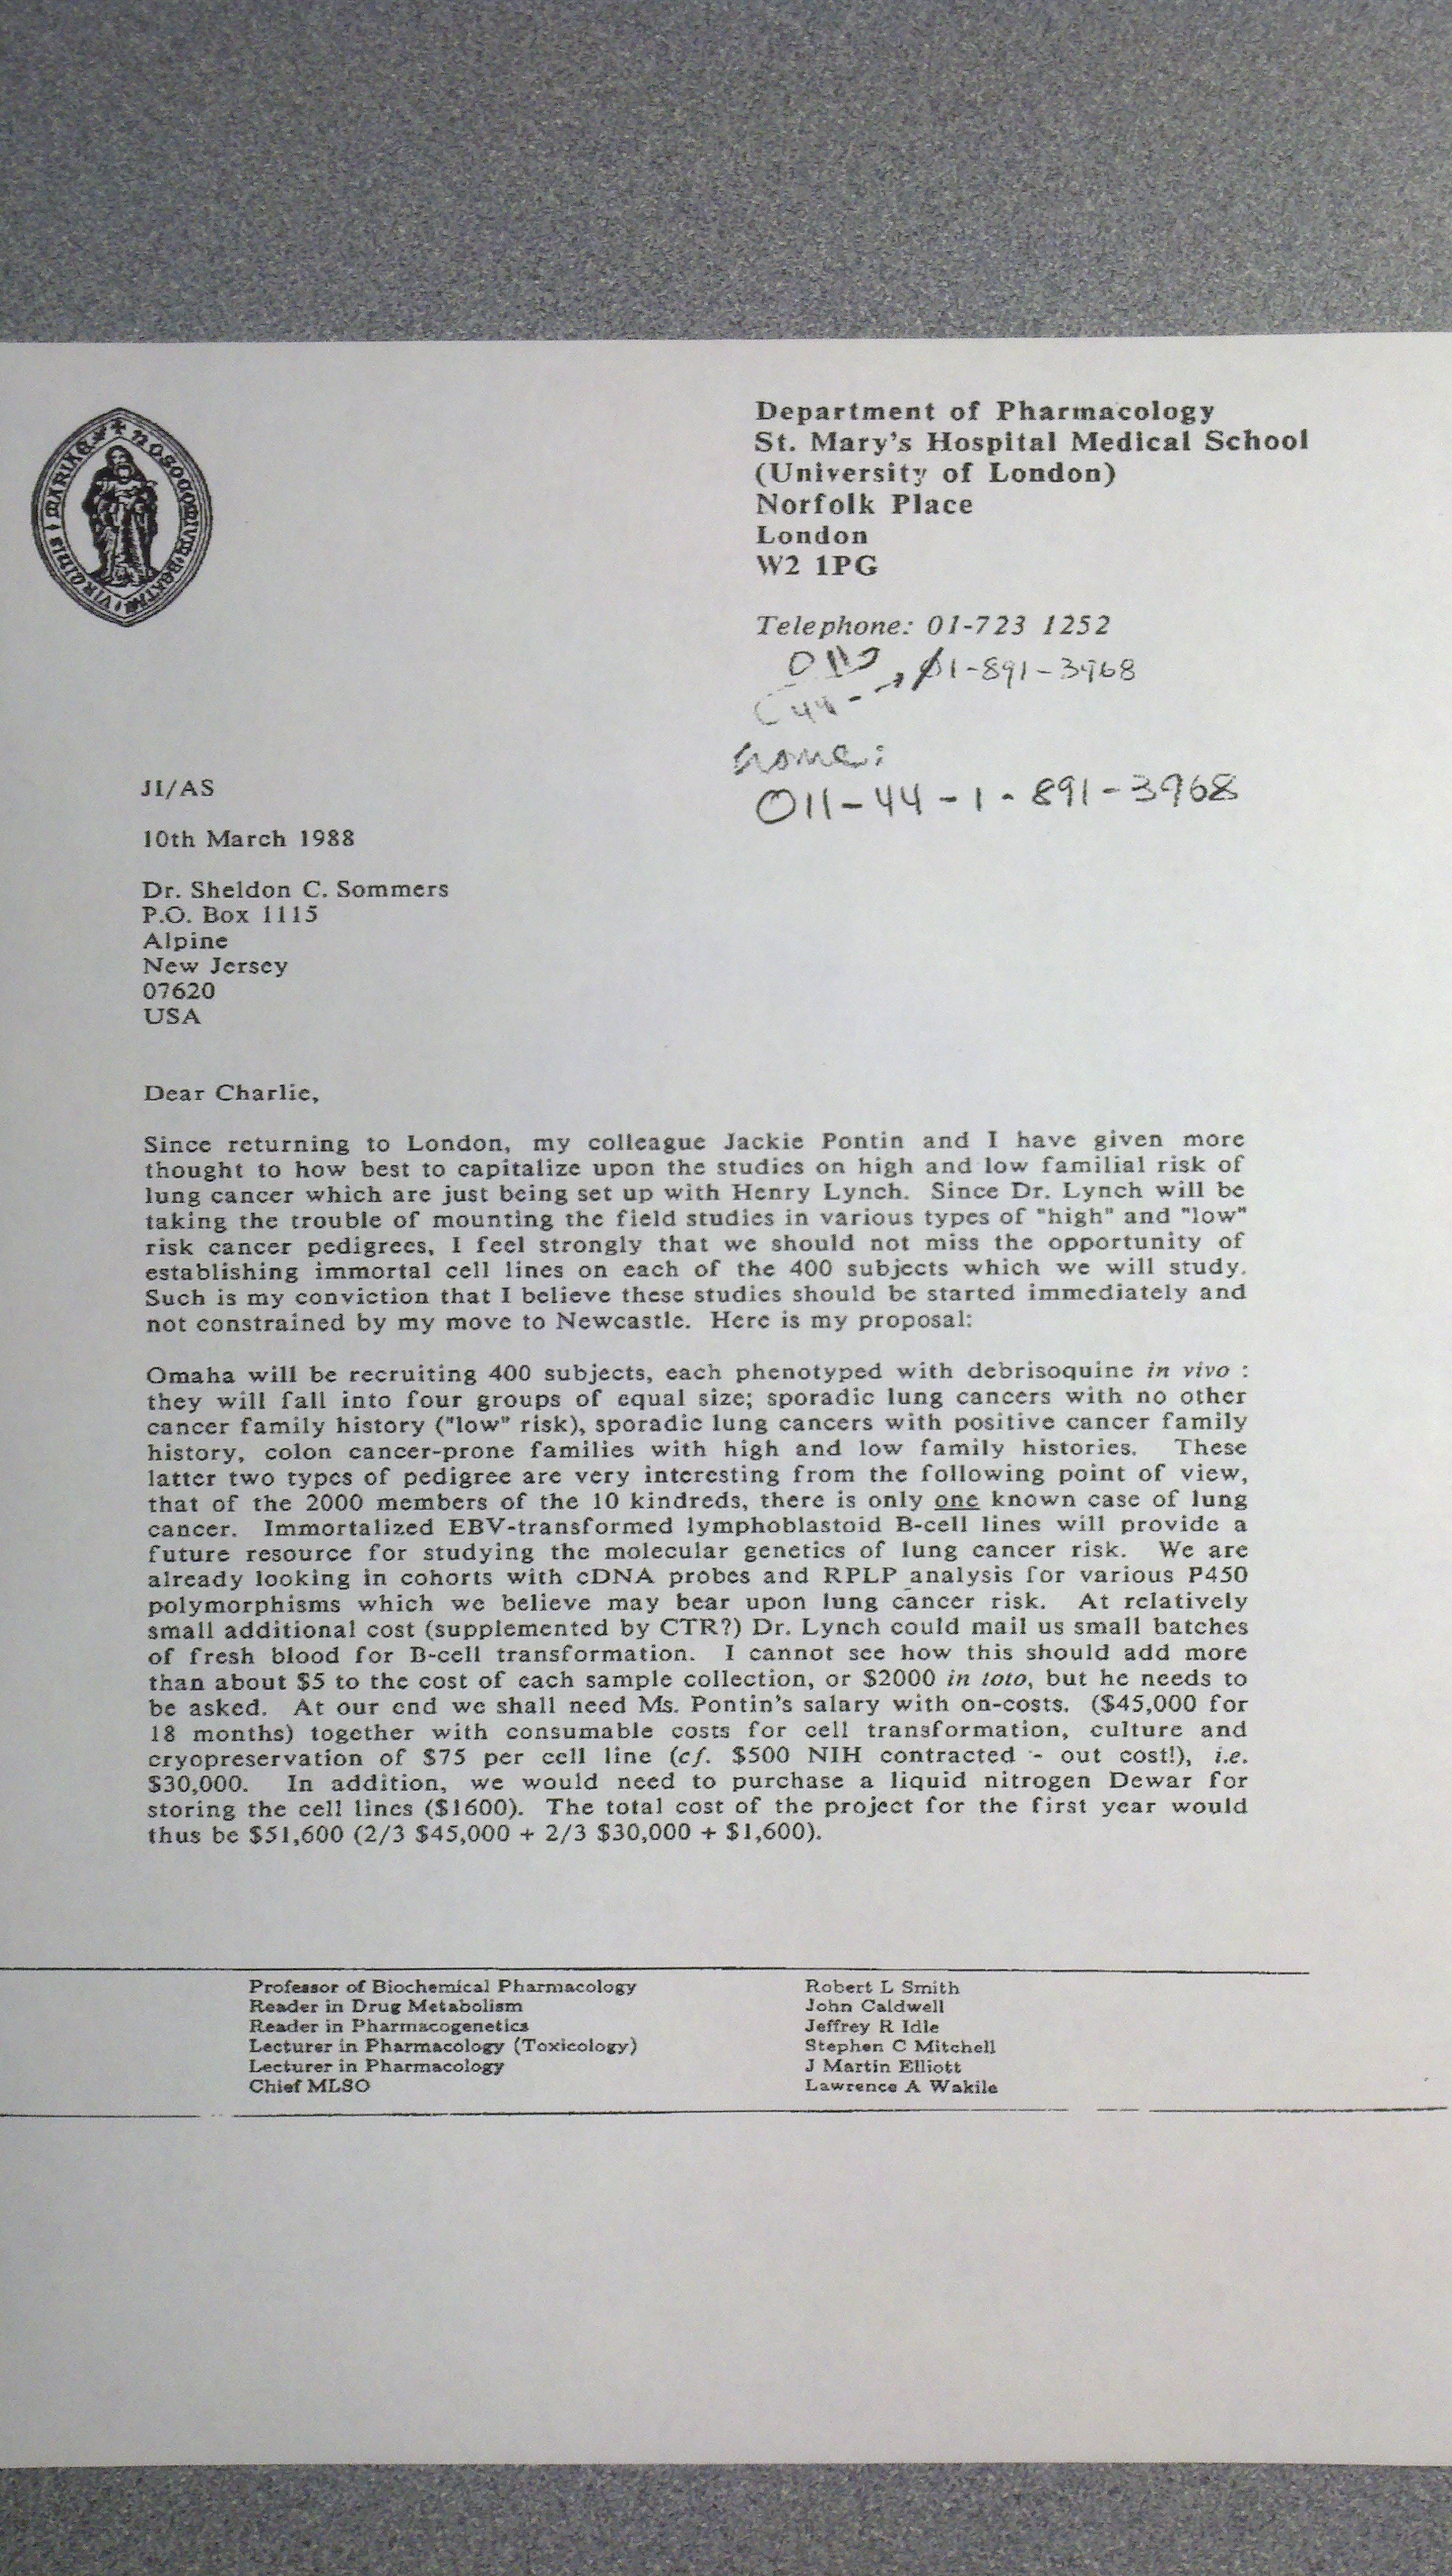 Department of Pharmacology
St. Mary's Hospital Medical School
(University of London)
Norfolk Place
London
W2 1PG
Telephone: 01-723 1252
011 01-891-3968
44
home:
011-44-1-891-3968
JI/AS
10th March 1988
Dr. Sheldon C. Sommers
P.O. Box 1115
Alpine
New Jersey
07620
USA
Dear Charlie,
Since returning to London, my colleague Jackie Pontin and I have given more
thought to how best to capitalize upon the studies on high and low familial risk of
lung cancer which are just being set up with Henry Lynch. Since Dr. Lynch will be
taking the trouble of mounting the field studies in various types of "high" and "low"
risk cancer pedigrees, I feel strongly that we should not miss the opportunity of
establishing immortal cell lines on each of the 400 subjects which we will study.
Such is my conviction that I believe these studies should be started immediately and
not constrained by my move to Newcastle. Here is my proposal:
Omaha will be recruiting 400 subjects, each phenotyped with debrisoquine in vivo :
they will fall into four groups of equal size; sporadic lung cancers with no other
cancer family history ("low" risk), sporadic lung cancers with positive cancer family
history, colon cancer-prone families with high and low family histories. These
latter two types of pedigree are very interesting from the following point of view,
that of the 2000 members of the 10 kindreds, there is only one known case of lung
cancer. Immortalized EBV-transformed lymphoblastoid B-cell lines will provide a
future resource for studying the molecular genetics of lung cancer risk. We are
already looking in cohorts with cDNA probes and RPLP analysis for various P450
polymorphisms which we believe may bear upon lung cancer risk. At relatively
small additional cost (supplemented by CTR?) Dr. Lynch could mail us small batches
of fresh blood for B-cell transformation. I cannot see how this should add more
than about $5 to the cost of each sample collection, or $2000 in toto, but he needs to
be asked. At our end we shall need Ms. Pontin's salary with on-costs. ($45,000 for
18 months) together with consumable costs for cell transformation, culture and
cryopreservation of $75 per cell line (cf. $500 NIH contracted - out cost!), i.e.
$30,000. In addition, we would need to purchase a liquid nitrogen Dewar for
storing the cell lines ($1600). The total cost of the project for the first year would
thus be $51,600 (2/3 $45,000 + 2/3 $30,000 + $1,600).
Professor of Biochemical Pharmacology Robert L Smith
Reader in Drug Metabolism John Caldwell
Reader in Pharmacogenetics Jeffrey R Idle
Lecturer in Pharmacology (Toxicology) Stephen C Mitchell
Lecturer in Pharmacology J Martin Elliott
Chief MLSO Lawrence A Wakile